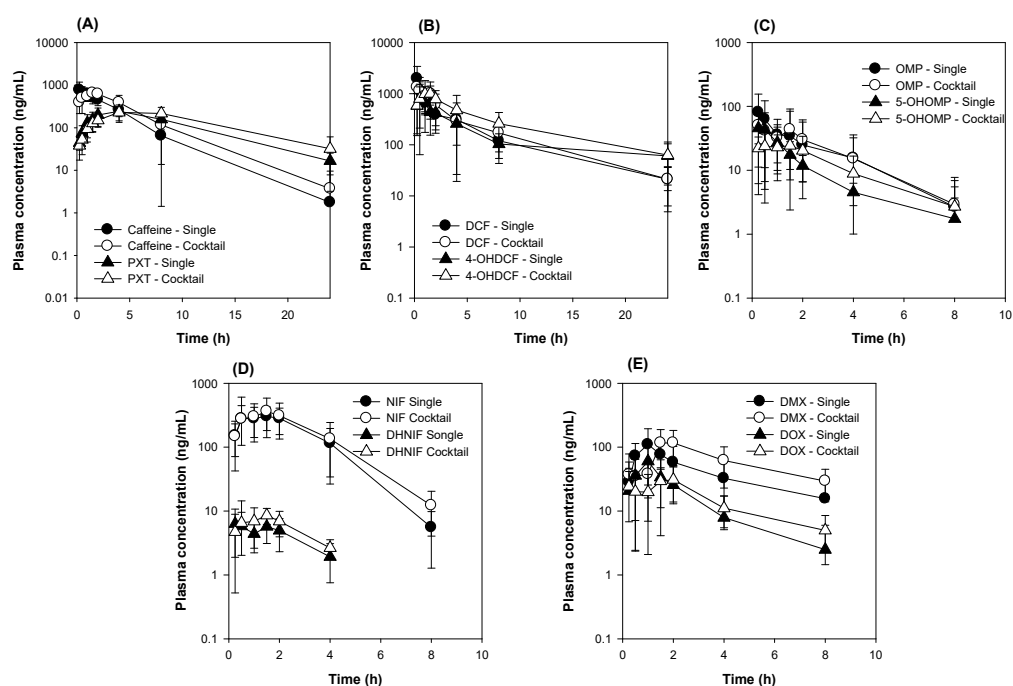 (A)
Plasma concentration (ng/mL)
10000
1000
100
10
1
0.1
0.01
0 5 10 15 20
Time (h)
Caffeine - Single
Caffeine - Cocktail
PXT - Single
PXT - Cocktail
(B)
Plasma concentration (ng/mL)
10000
1000
100
10
1
0.1
0 5 10 15 20
Time (h)
DCF - Single
DCF - Cocktail
4-OHDCF - Single
4-OHDCF - Cocktail
(C)
Plasma concentration (ng/mL)
1000
100
10
1
0.1
0 2 4 6 8 10
Time (h)
OMP - Single
OMP - Cocktail
5-OHOMP - Single
5-OHOMP - Cocktail
(D)
Plasma concentration (ng/mL)
1000
100
10
1
0.1
0 2 4 6 8 10
Time (h)
NIF Single
NIF Cocktail
DHNIF Songle
DHNIF Cocktail
(E)
Plasma concentration (ng/mL)
1000
100
10
1
0.1
0 2 4 6 8 10
Time (h)
DMX - Single
DMX - Cocktail
DOX - Single
DOX - Cocktail